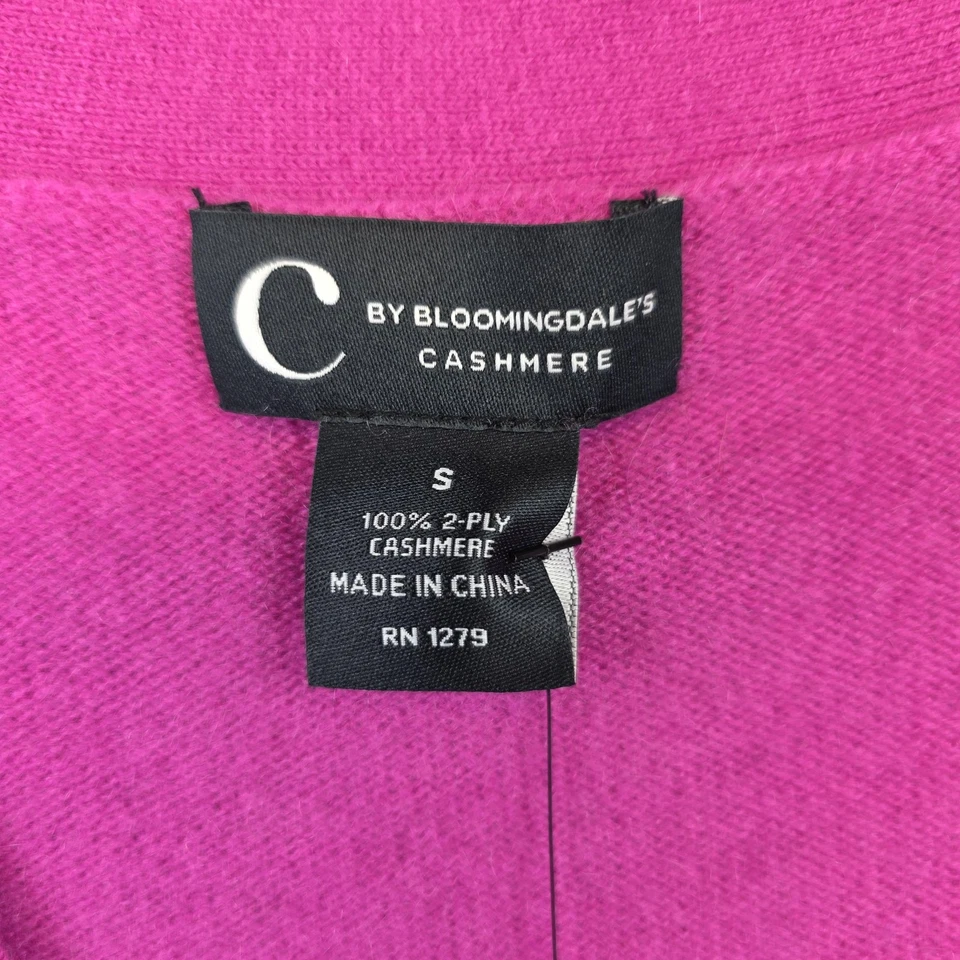 C
BY BLOOMINGDALE'S
CASHMERE
S
100% 2-PLY
CASHMERE
MADE IN CHINA
RN 1279